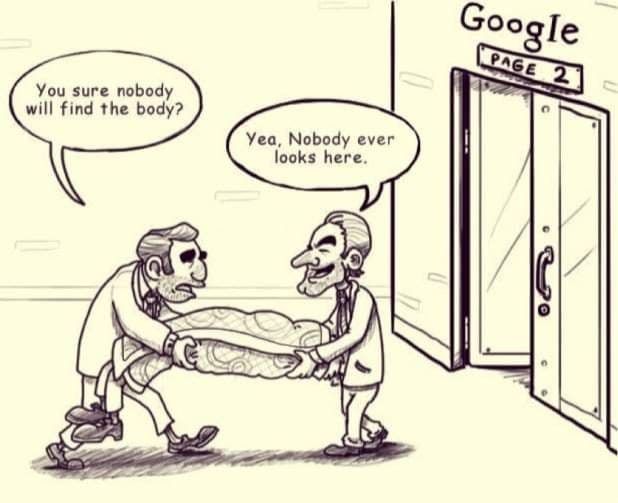 Google
PAGE 2
You sure nobody
will find the body?
Yea, Nobody ever
looks here.